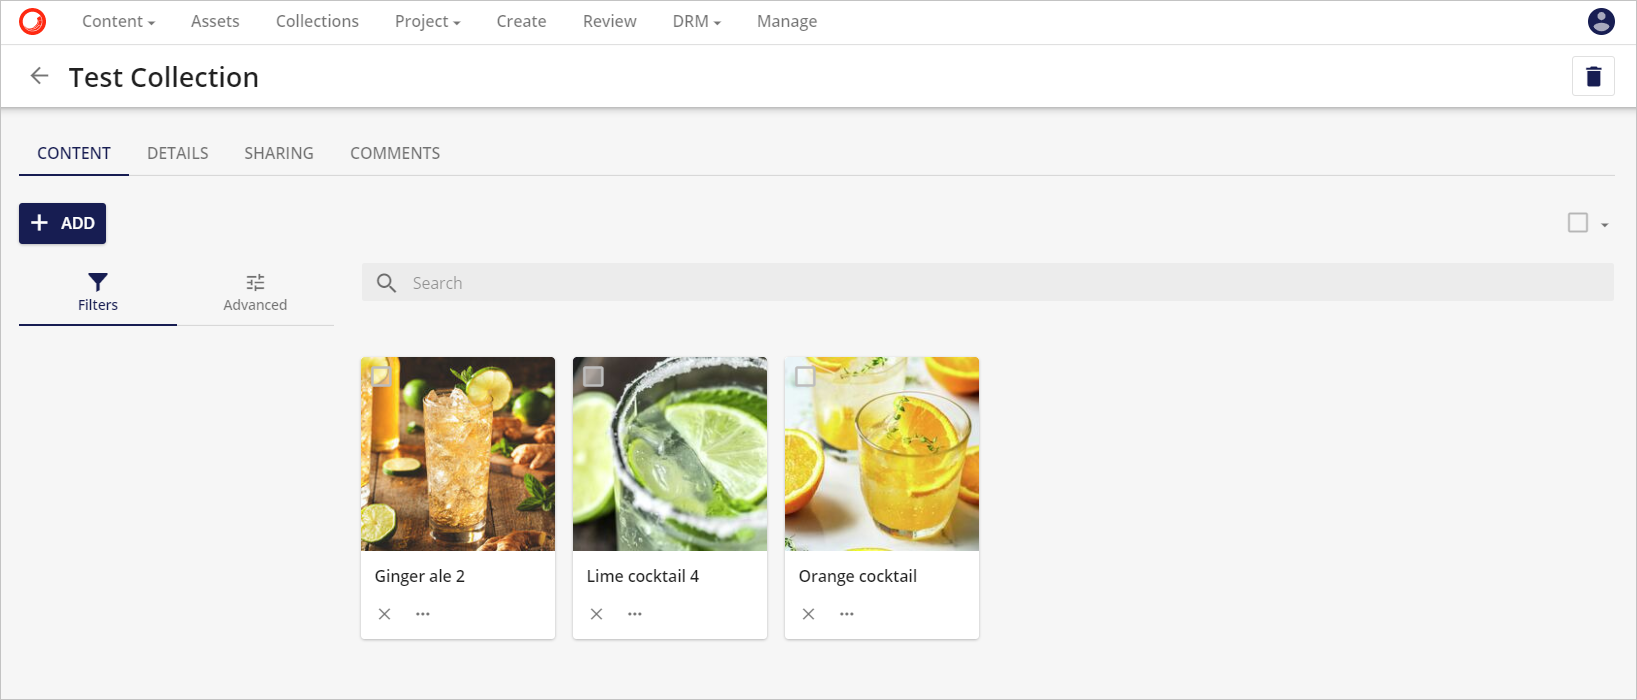 Content Assets Collections Project Create Review DRM Manage
Test Collection
CONTENT DETAILS SHARING COMMENTS
ADD
Filters Advanced
Search
Ginger ale 2 Lime cocktail 4 Orange cocktail